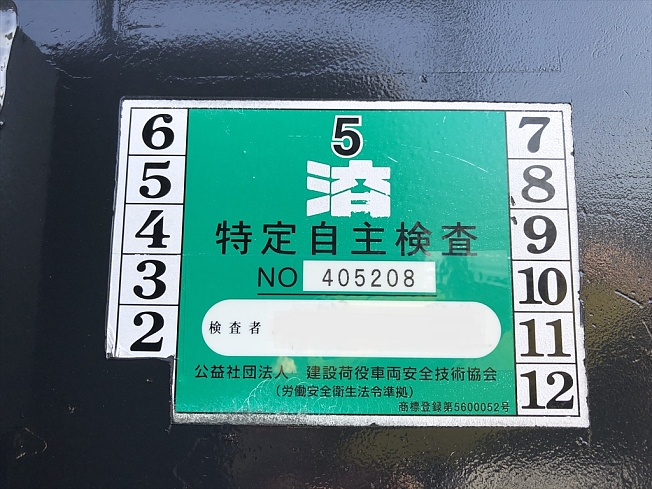 5
済
特定自主検査
NO 405208
検査者
公益社団法人 建設荷役車両安全技術協会
（労働安全衛生法令準拠）
商標登録第5600052号
6
5
4
3
2
7
8
9
10
11
12